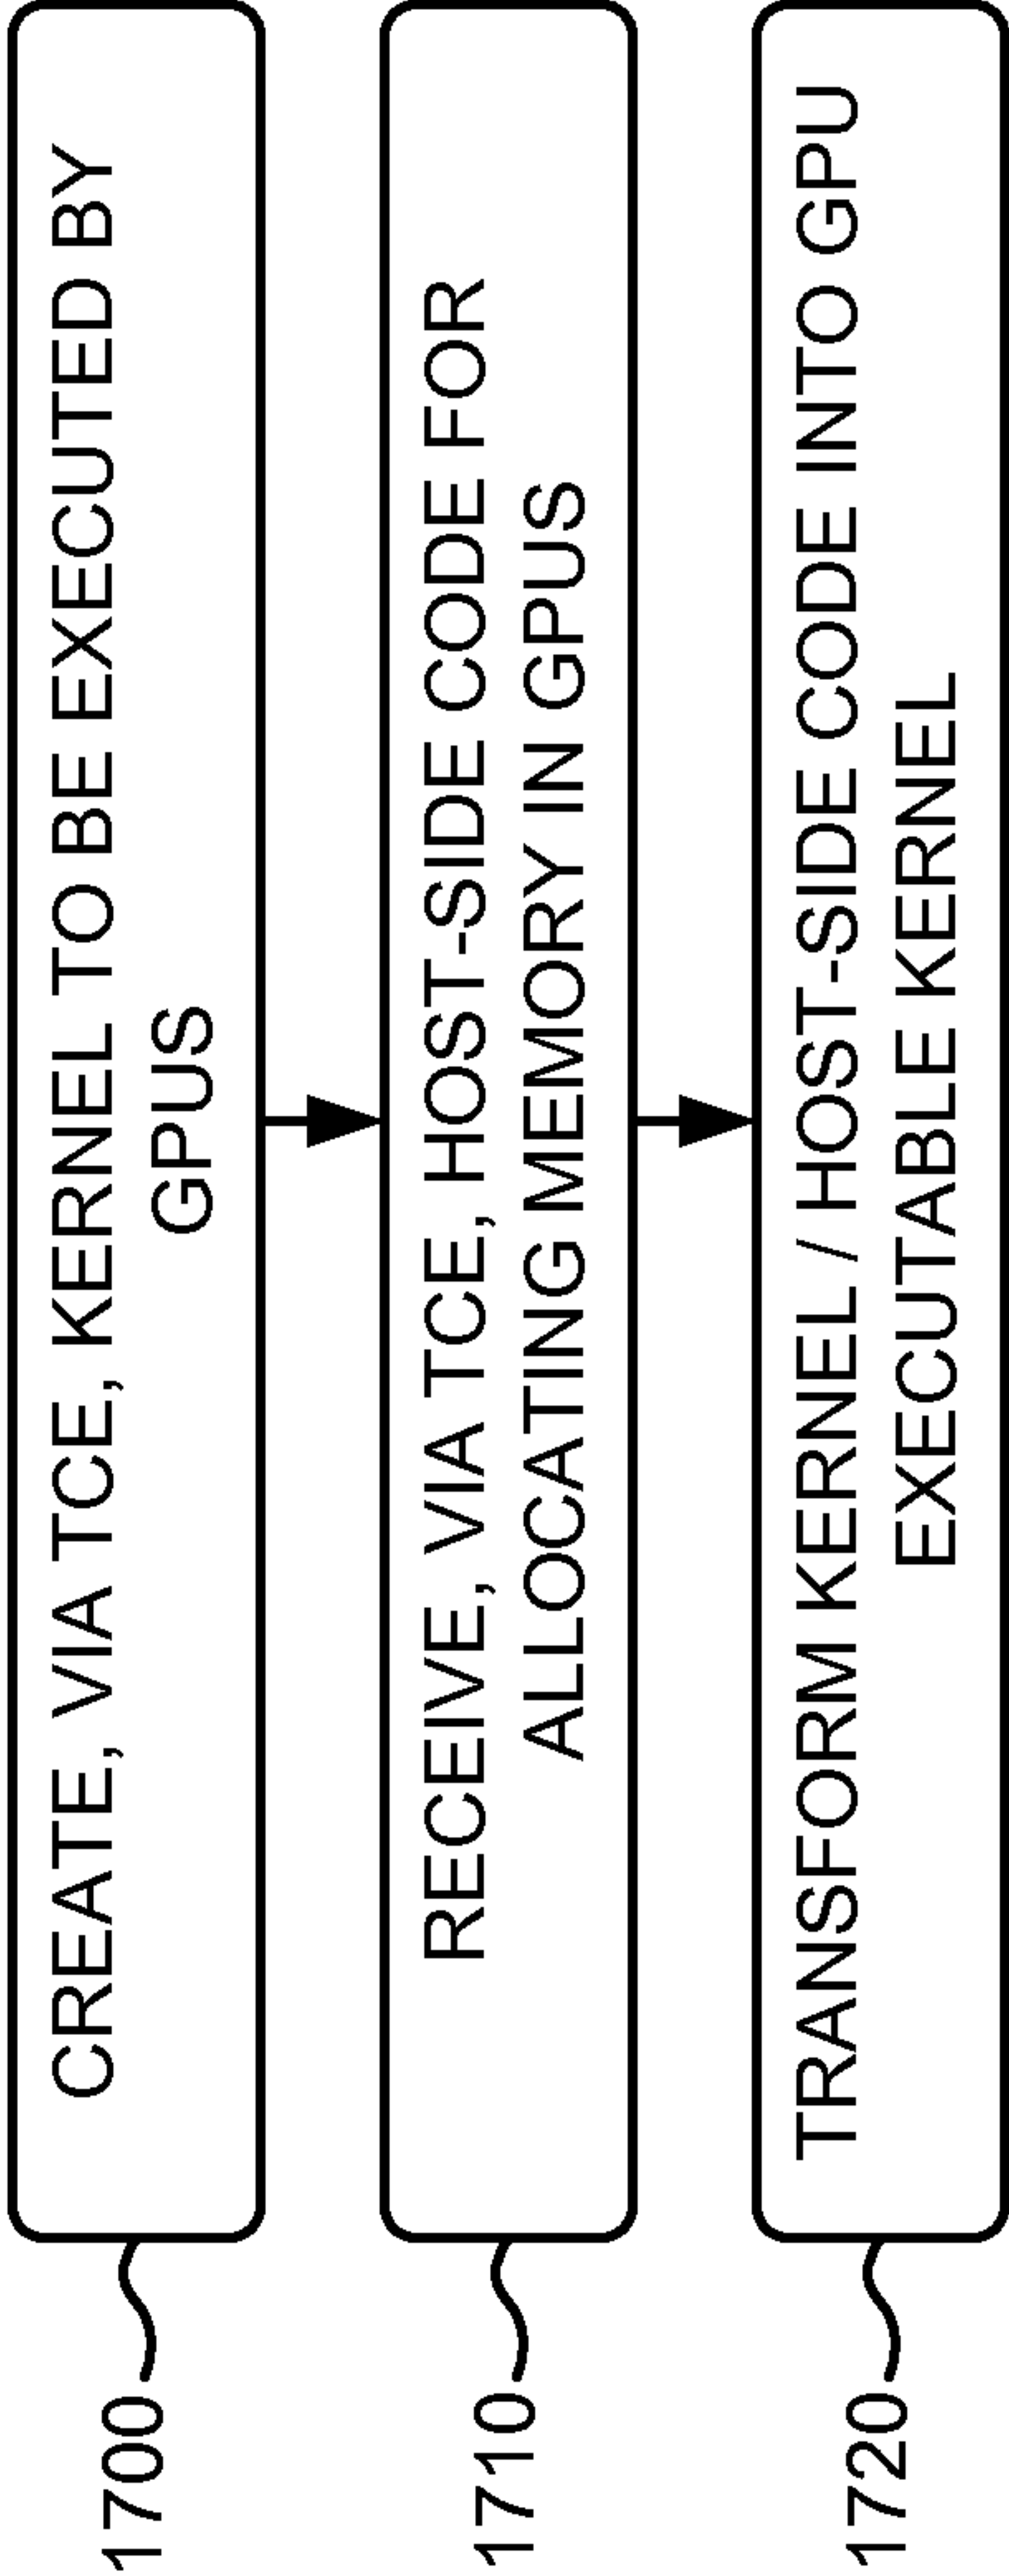 1700
CREATE, VIA TCE, KERNEL TO BE EXECUTED BY
GPUS
1710
RECEIVE, VIA TCE, HOST-SIDE CODE FOR
ALLOCATING MEMORY IN GPUS
1720
TRANSFORM KERNEL / HOST-SIDE CODE INTO GPU
EXECUTABLE KERNEL